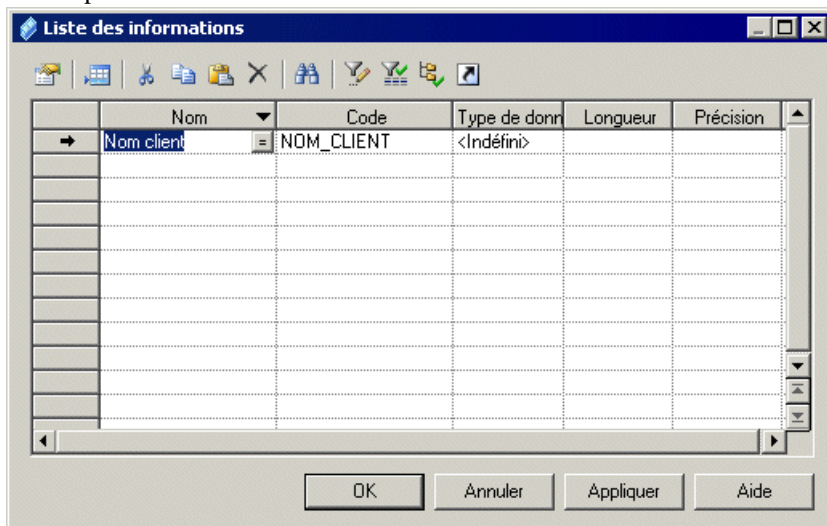 Liste des informations
Nom Code Type de donn Longueur Précision
Nom client = NOM_CLIENT <Indéfini>
OK Annuler Appliquer Aide